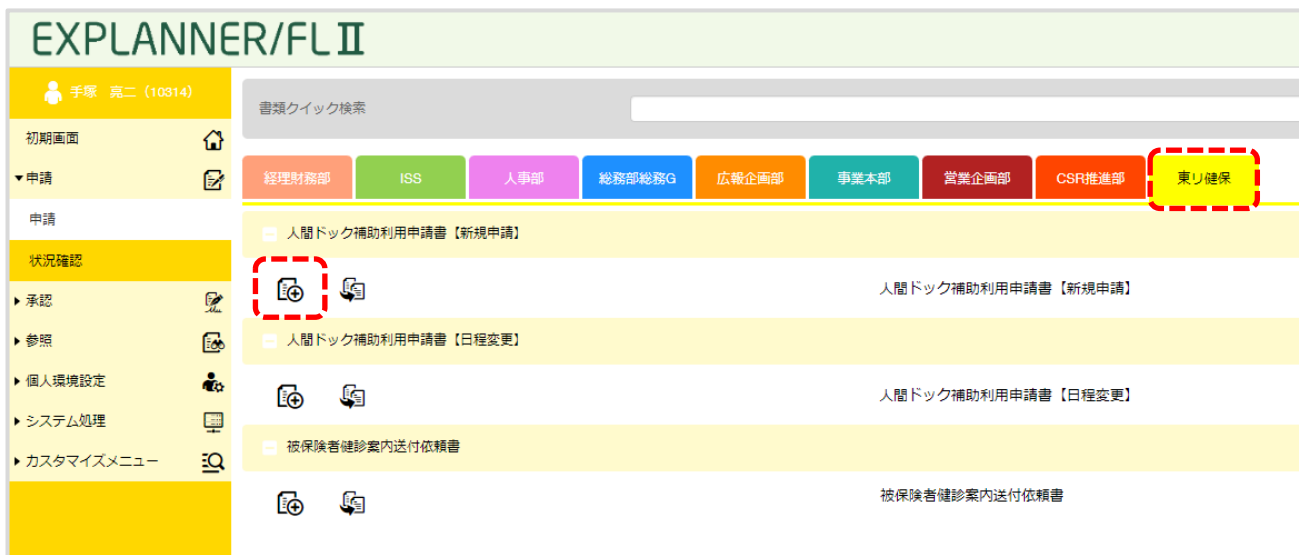 EXPLANNER/FLⅡ
手塚 亮二 (10314)
初期画面
▼申請
申請
状況確認
▶承認
▶参照
▶個人環境設定
▶システム処理
▶カスタマイズメニュー
書類クイック検索
経理財務部 ISS 人事部 総務部総務G 広報企画部 事業本部 営業企画部 CSR推進部 東リ健保
人間ドック補助利用申請書【新規申請】
人間ドック補助利用申請書【新規申請】
人間ドック補助利用申請書【日程変更】
人間ドック補助利用申請書【日程変更】
被保険者健診案内送付依頼書
被保険者健診案内送付依頼書